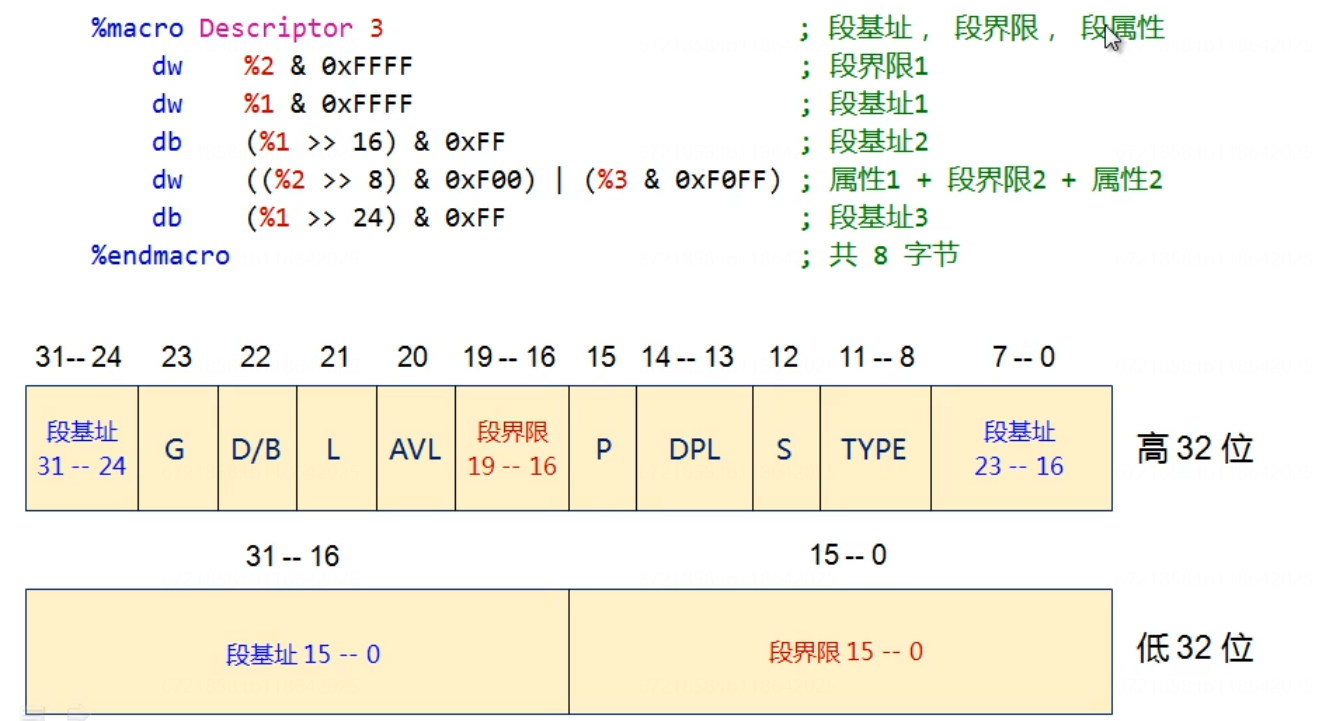 %macro Descriptor 3 ; 段基址， 段界限， 段属性
dw %2 & 0xFFFF ; 段界限1
dw %1 & 0xFFFF ; 段基址1
db (%1 >> 16) & 0xFF ; 段基址2
dw ((%2 >> 8) & 0xF00) | (%3 & 0xF0FF) ; 属性1 + 段界限2 + 属性2
db (%1 >> 24) & 0xFF ; 段基址3
%endmacro ; 共 8 字节
31-- 24 23 22 21 20 19 -- 16 15 14 -- 13 12 11 -- 8 7 -- 0
段基址 段界限 段基址
31 -- 24 G D/B L AVL 19 -- 16 P DPL S TYPE 23 -- 16 高 32 位
31 -- 16 15 -- 0
段基址 15 -- 0 段界限 15 -- 0 低 32 位